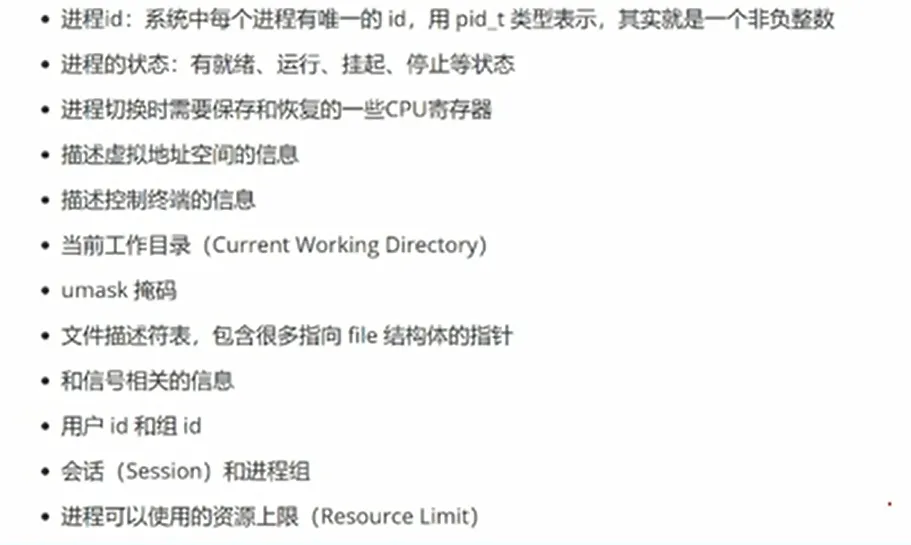 进程id：系统中每个进程有唯一的 id，用 pid_t 类型表示，其实就是一个非负整数
进程的状态：有就绪、运行、挂起、停止等状态
进程切换时需要保存和恢复的一些CPU寄存器
描述虚拟地址空间的信息
描述控制终端的信息
当前工作目录（Current Working Directory）
umask 掩码
文件描述符表，包含很多指向 file 结构体的指针
和信号相关的信息
用户 id 和组 id
会话（Session）和进程组
进程可以使用的资源上限（Resource Limit）